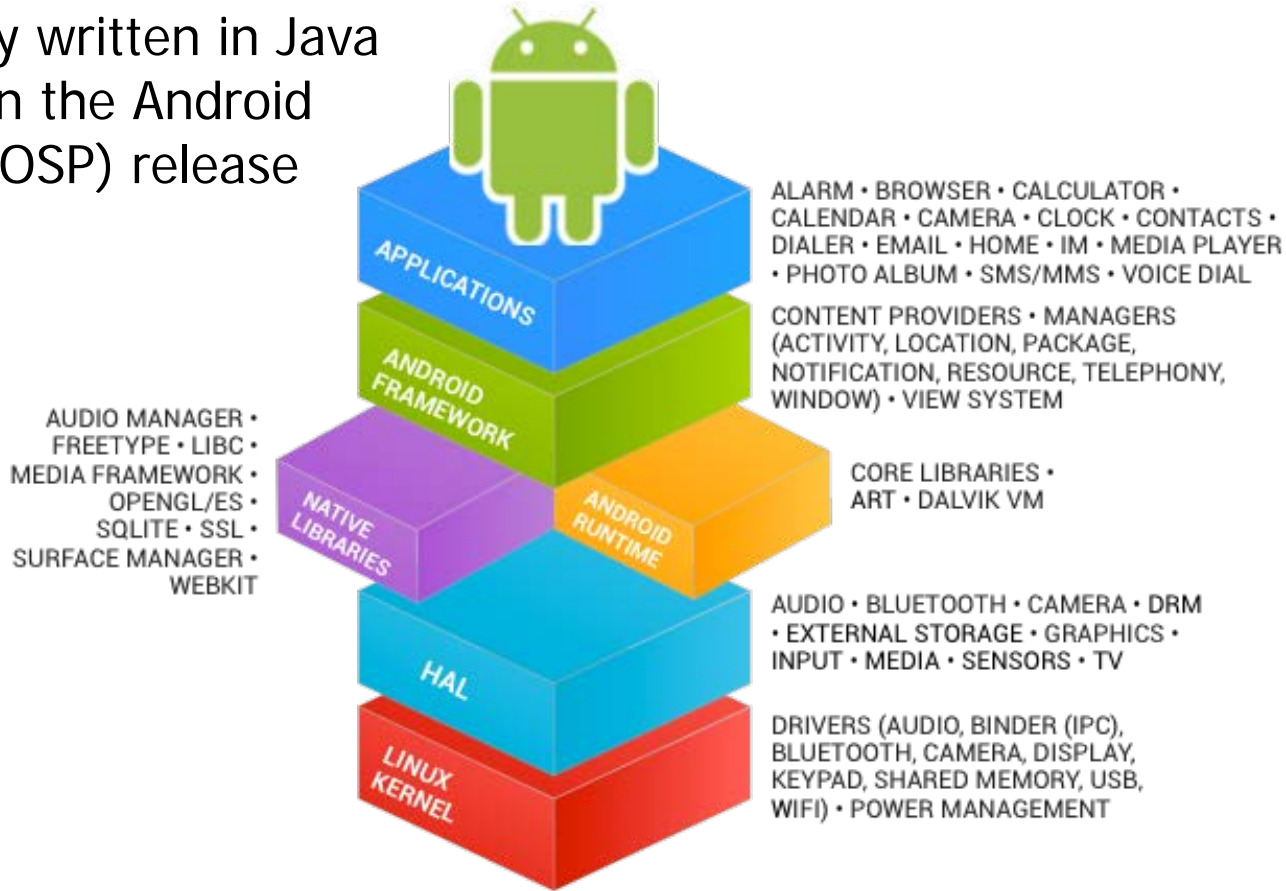 y written in Java
n the Android
OSP) release
APPLICATIONS
ALARM • BROWSER • CALCULATOR •
CALENDAR • CAMERA • CLOCK • CONTACTS •
DIALER • EMAIL • HOME • IM • MEDIA PLAYER
• PHOTO ALBUM • SMS/MMS • VOICE DIAL
ANDROID
FRAMEWORK
CONTENT PROVIDERS • MANAGERS
(ACTIVITY, LOCATION, PACKAGE,
NOTIFICATION, RESOURCE, TELEPHONY,
WINDOW) • VIEW SYSTEM
AUDIO MANAGER •
FREETYPE • LIBC •
MEDIA FRAMEWORK •
OPENGL/ES •
SQLITE • SSL •
SURFACE MANAGER •
WEBKIT
NATIVE
LIBRARIES
ANDROID
RUNTIME
CORE LIBRARIES •
ART • DALVIK VM
HAL
AUDIO • BLUETOOTH • CAMERA • DRM
• EXTERNAL STORAGE • GRAPHICS •
INPUT • MEDIA • SENSORS • TV
LINUX
KERNEL
DRIVERS (AUDIO, BINDER (IPC),
BLUETOOTH, CAMERA, DISPLAY,
KEYPAD, SHARED MEMORY, USB,
WIFI) • POWER MANAGEMENT